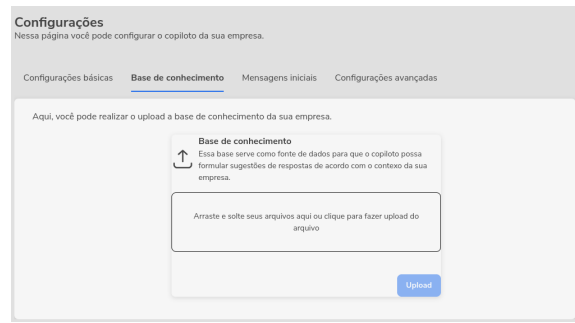 Configurações
Nessa página você pode configurar o copiloto da sua empresa.
Configurações básicas Base de conhecimento Mensagens iniciais Configurações avançadas
Aqui, você pode realizar o upload a base de conhecimento da sua empresa.
Base de conhecimento
Essa base serve como fonte de dados para que o copiloto possa
formular sugestões de respostas de acordo com o contexo da sua
empresa.
Arraste e solte seus arquivos aqui ou clique para fazer upload do
arquivo
Upload